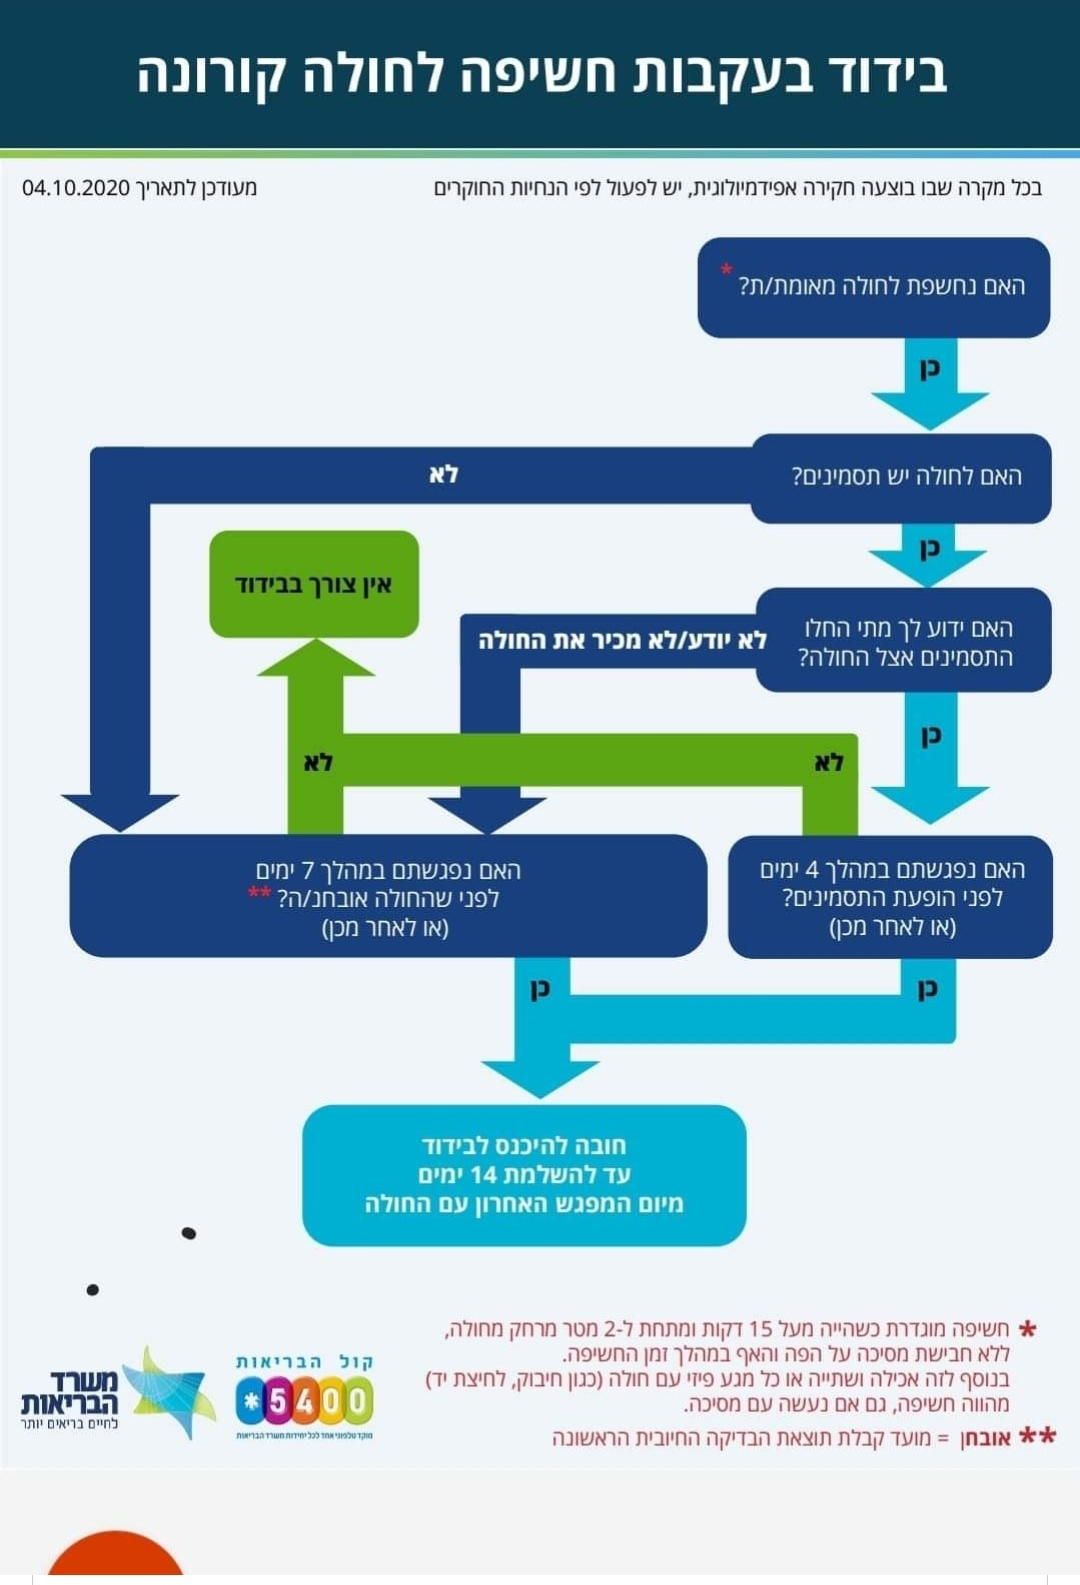 בידוד בעקבות חשיפה לחולה קורונה
בכל מקרה שבו בוצעה חקירה אפידמיולוגית, יש לפעול לפי הנחיות החוקרים
מעודכן לתאריך 04.10.2020
האם נחשפת לחולה מאומת/ת? *
כן
האם לחולה יש תסמינים?
לא
כן
האם ידוע לך מתי החלו
התסמינים אצל החולה?
לא יודע/לא מכיר את החולה
אין צורך בבידוד
כן
לא
לא
האם נפגשתם במהלך 4 ימים
לפני הופעת התסמינים?
(או לאחר מכן)
האם נפגשתם במהלך 7 ימים
לפני שהחולה אובחנ/ה? **
(או לאחר מכן)
כן
כן
חובה להיכנס לבידוד
עד להשלמת 14 ימים
מיום המפגש האחרון עם החולה
* חשיפה מוגדרת כשהייה מעל 15 דקות ומתחת ל-2 מטר מרחק מחולה,
ללא חבישת מסיכה על הפה והאף במהלך זמן החשיפה.
בנוסף לזה אכילה ושתייה או כל מגע פיזי עם חולה (כגון חיבוק, לחיצת יד)
מהווה חשיפה, גם אם נעשה עם מסיכה.
** אובחן = מועד קבלת תוצאת הבדיקה החיובית הראשונה
קול הבריאות
*5400
מוקד טלפוני אחד לכל יחידות משרד הבריאות
משרד
הבריאות
לחיים בריאים יותר